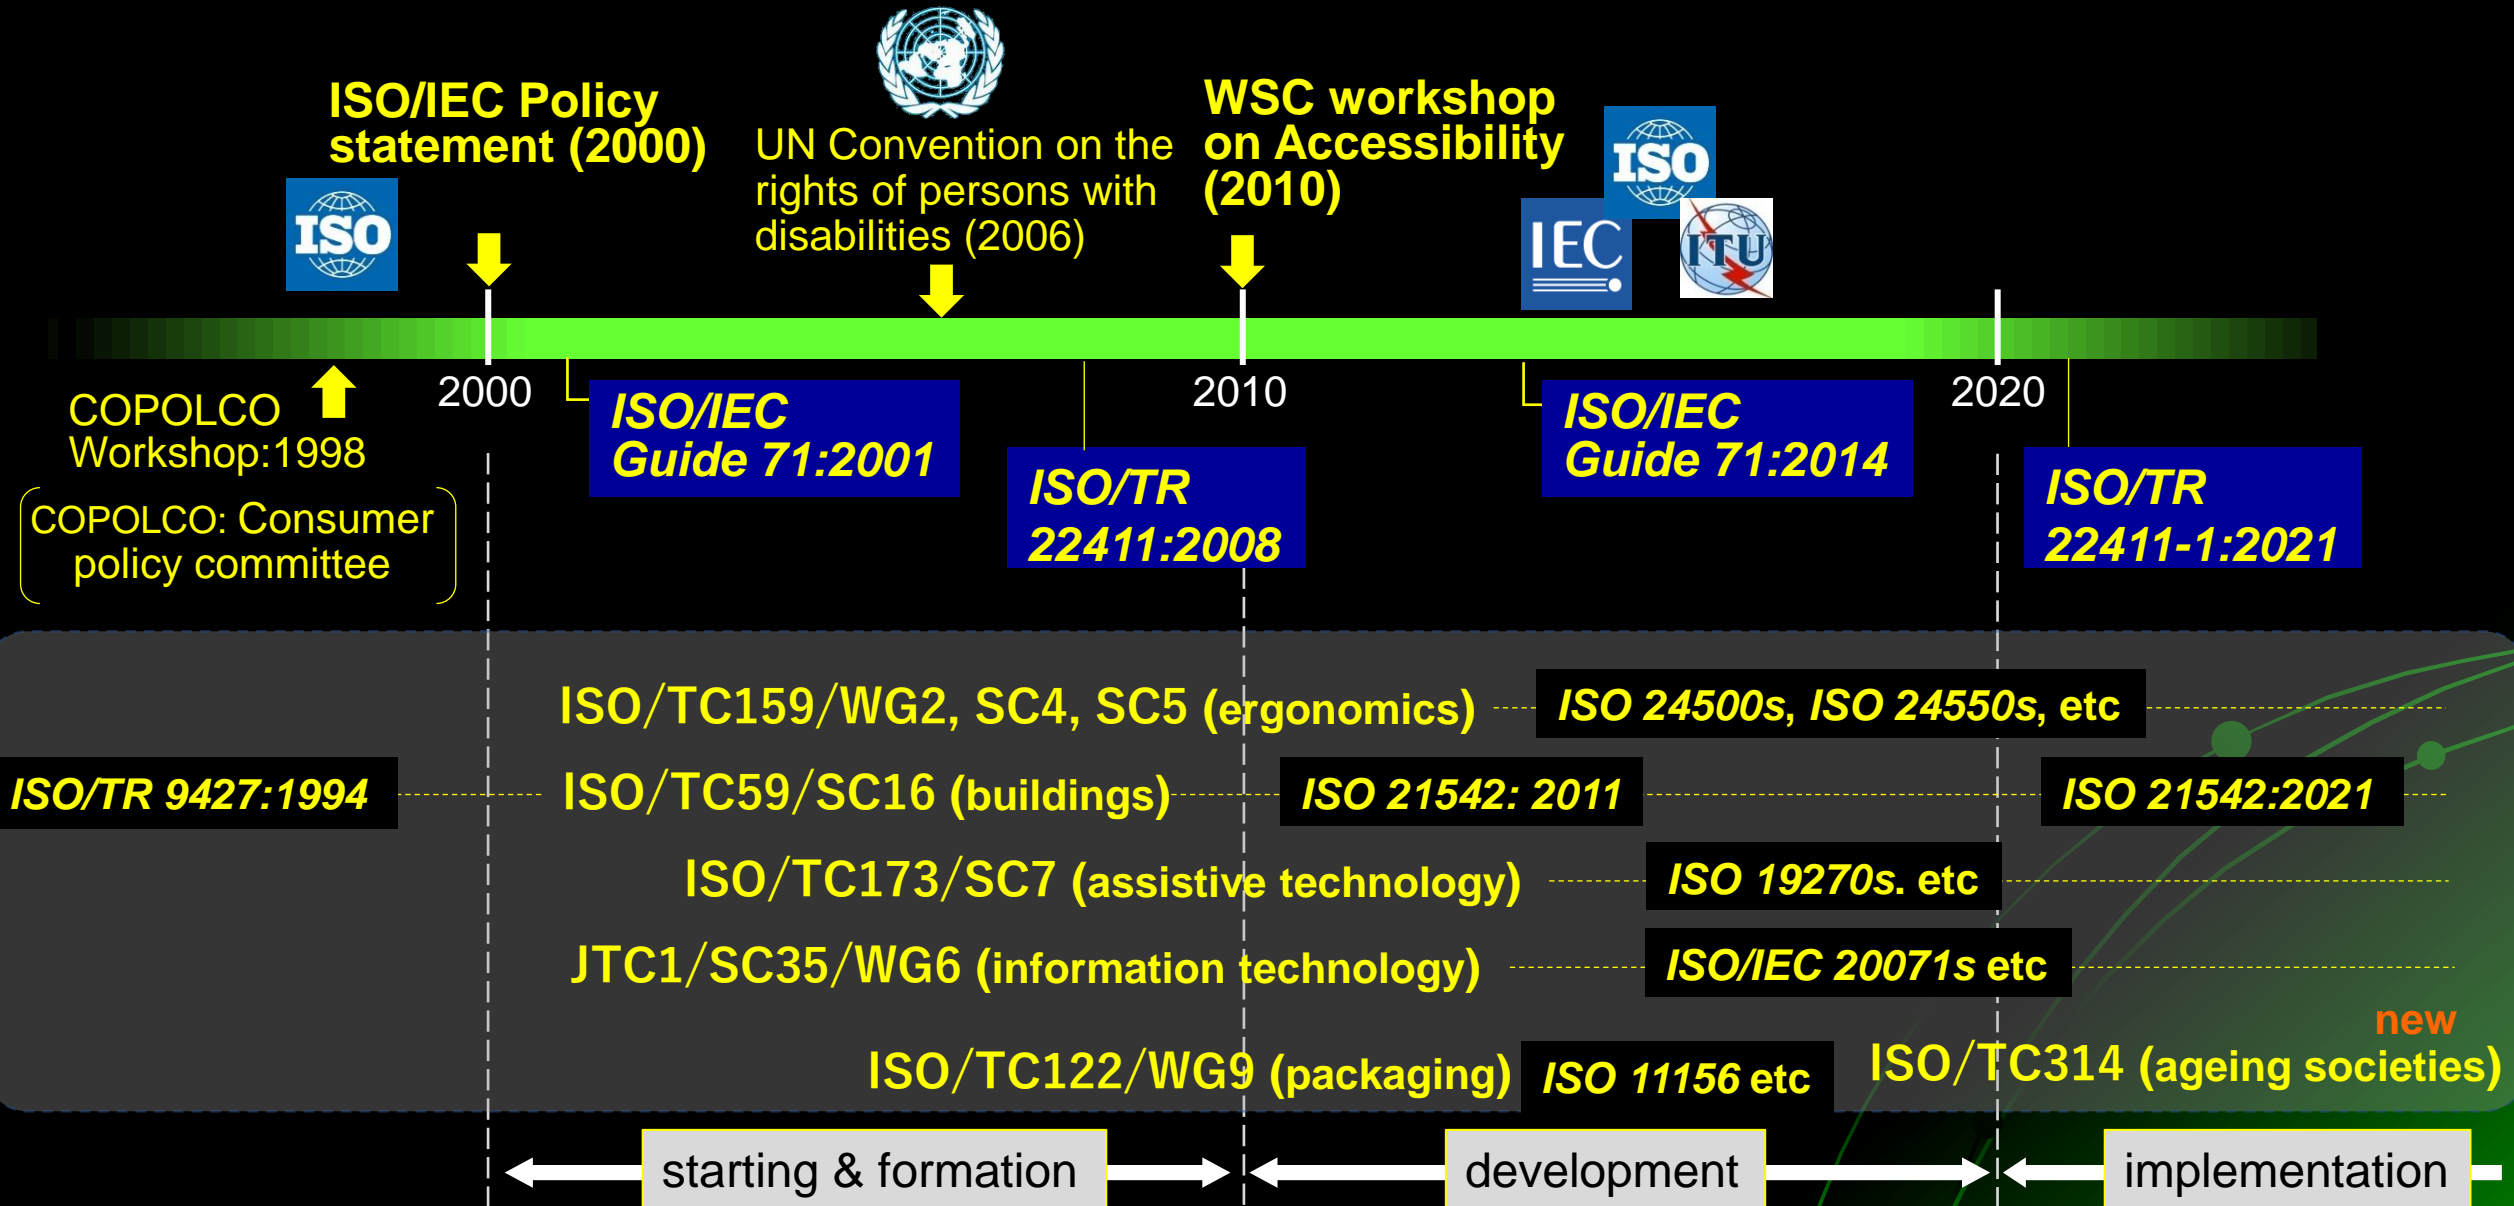 ISO/IEC Policy
statement (2000)
UN Convention on the
rights of persons with
disabilities (2006)
WSC workshop
on Accessibility
(2010)
ISO
ISO
IEC
ITU
2000
2010
2020
COPOLCO
Workshop:1998
COPOLCO: Consumer
policy committee
ISO/IEC
Guide 71:2001
ISO/TR
22411:2008
ISO/IEC
Guide 71:2014
ISO/TR
22411-1:2021
ISO/TC159/WG2, SC4, SC5 (ergonomics)
ISO 24500s, ISO 24550s, etc
ISO/TR 9427:1994
ISO/TC59/SC16 (buildings)
ISO 21542: 2011
ISO 21542:2021
ISO/TC173/SC7 (assistive technology)
ISO 19270s. etc
JTC1/SC35/WG6 (information technology)
ISO/IEC 20071s etc
ISO/TC122/WG9 (packaging)
ISO 11156 etc
new
ISO/TC314 (ageing societies)
starting & formation
development
implementation